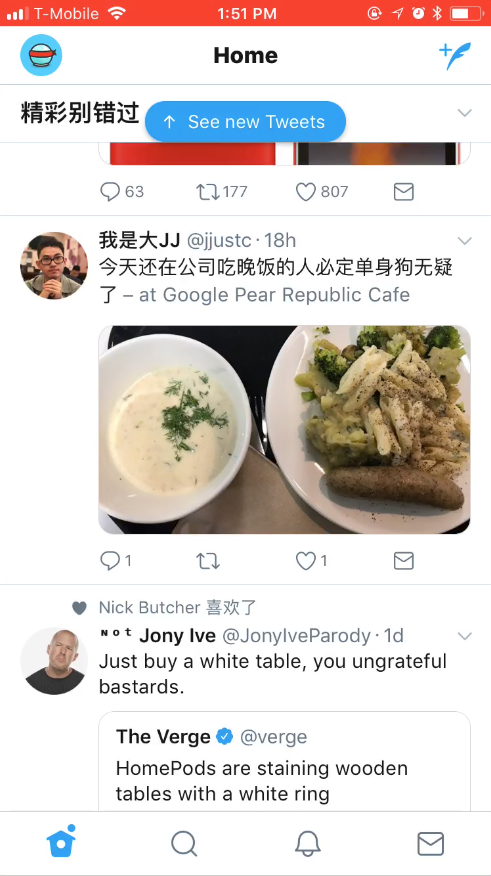 T-Mobile 1:51 PM
Home
精彩别错过
↑ See new Tweets
63 177 807
我是大JJ @jjustc · 18h
今天还在公司吃晚饭的人必定单身狗无疑
了 – at Google Pear Republic Cafe
1 1
Nick Butcher 喜欢了
ᴺᵒᵗ Jony Ive @JonyIveParody · 1d
Just buy a white table, you ungrateful
bastards.
The Verge @verge
HomePods are staining wooden
tables with a white ring